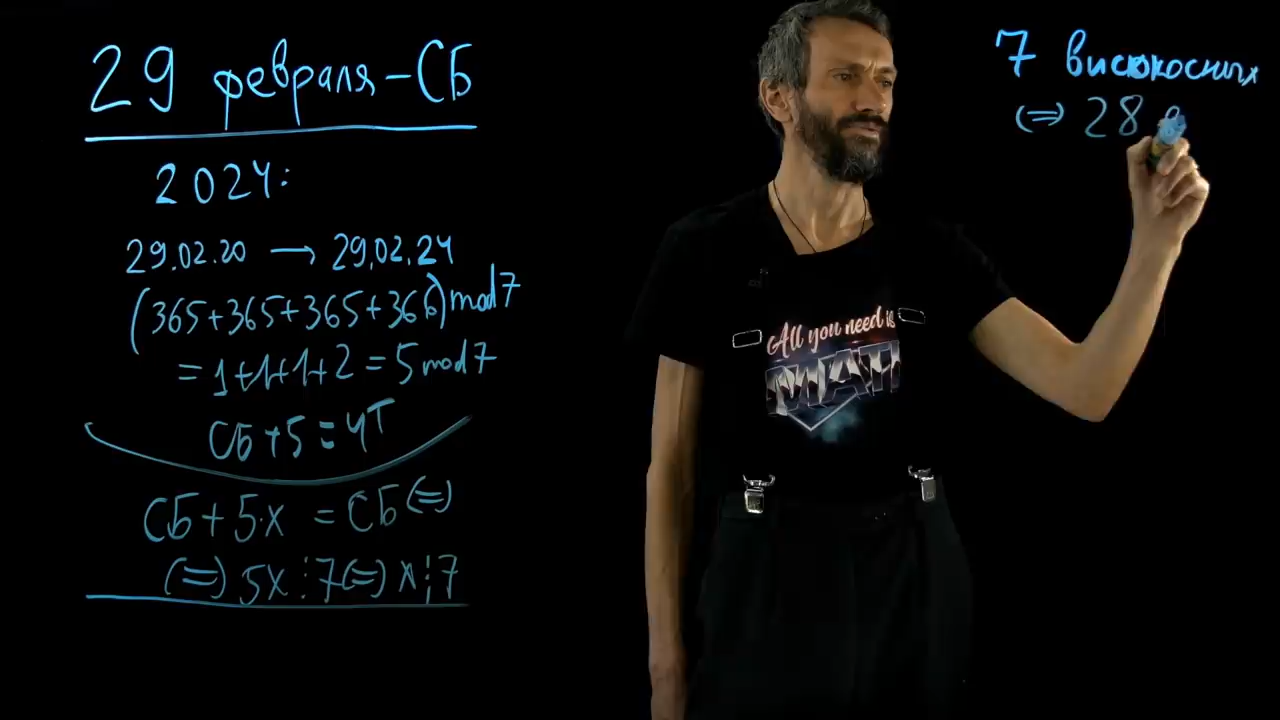 29 февраля - СБ
2024:
29.02.20 → 29.02.24
(365+365+365+366) mod 7
= 1+1+1+2 = 5 mod 7
СБ+5 = ЧТ
СБ + 5·x = СБ (=)
(=) 5x ⋮ 7 (=) x ⋮ 7
All you need is
MATH
7 високосных
(=) 28